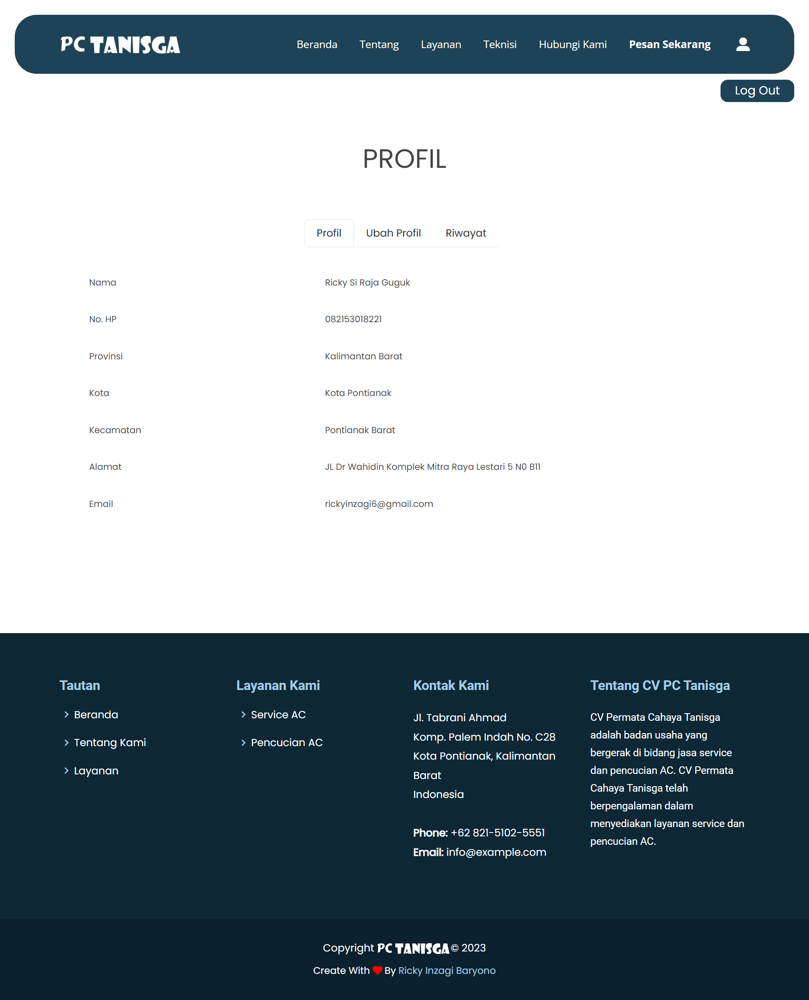 PC TANISGA
Beranda Tentang Layanan Teknisi Hubungi Kami Pesan Sekarang
Log Out
PROFIL
Profil Ubah Profil Riwayat
Nama Ricky Si Raja Guguk
No. HP 082153018221
Provinsi Kalimantan Barat
Kota Kota Pontianak
Kecamatan Pontianak Barat
Alamat JL Dr Wahidin Komplek Mitra Raya Lestari 5 N0 B11
Email rickyinzagi6@gmail.com
Tautan
Beranda
Tentang Kami
Layanan
Layanan Kami
Service AC
Pencucian AC
Kontak Kami
Jl. Tabrani Ahmad
Komp. Palem Indah No. C28
Kota Pontianak, Kalimantan
Barat
Indonesia
Phone: +62 821-5102-5551
Email: info@example.com
Tentang CV PC Tanisga
CV Permata Cahaya Tanisga
adalah badan usaha yang
bergerak di bidang jasa service
dan pencucian AC. CV Permata
Cahaya Tanisga telah
berpengalaman dalam
menyediakan layanan service dan
pencucian AC.
Copyright PC TANISGA © 2023
Create With ❤ By Ricky Inzagi Baryono